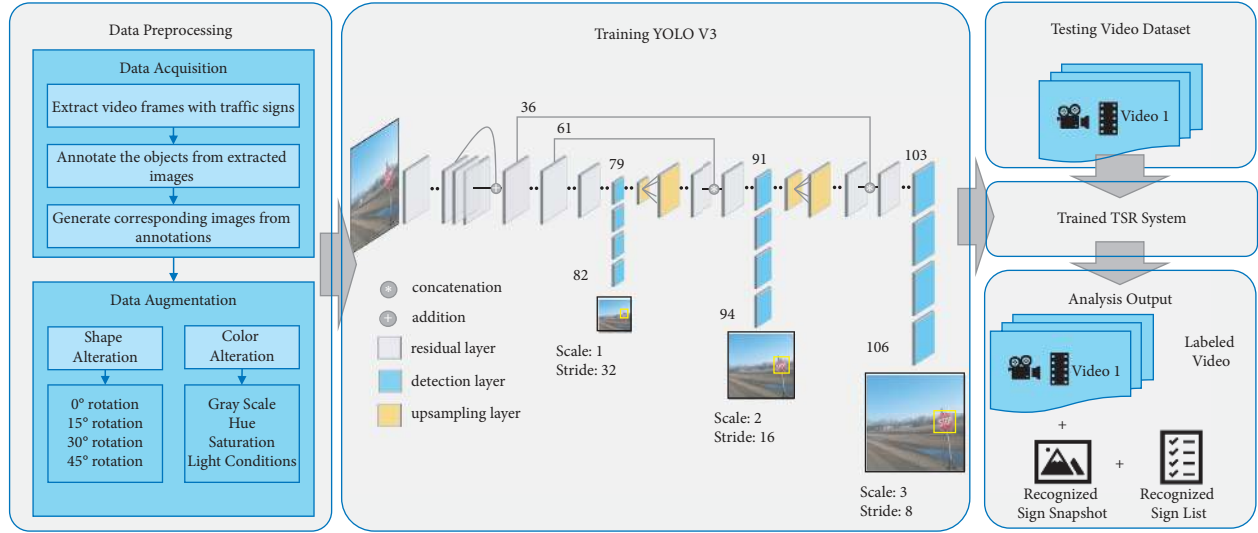 Data Preprocessing
Data Acquisition
Extract video frames with traffic signs
Annotate the objects from extracted
images
Generate corresponding images from
annotations
Data Augmentation
Shape
Alteration
Color
Alteration
0° rotation
15° rotation
30° rotation
45° rotation
Gray Scale
Hue
Saturation
Light Conditions
Training YOLO V3
36
61
79
91
103
82
94
106
* concatenation
+ addition
residual layer
detection layer
upsampling layer
Scale: 1
Stride: 32
Scale: 2
Stride: 16
STOP
Scale: 3
Stride: 8
Testing Video Dataset
Video 1
Trained TSR System
Analysis Output
Video 1
Labeled
Video
+
+
Recognized
Sign Snapshot
Recognized
Sign List